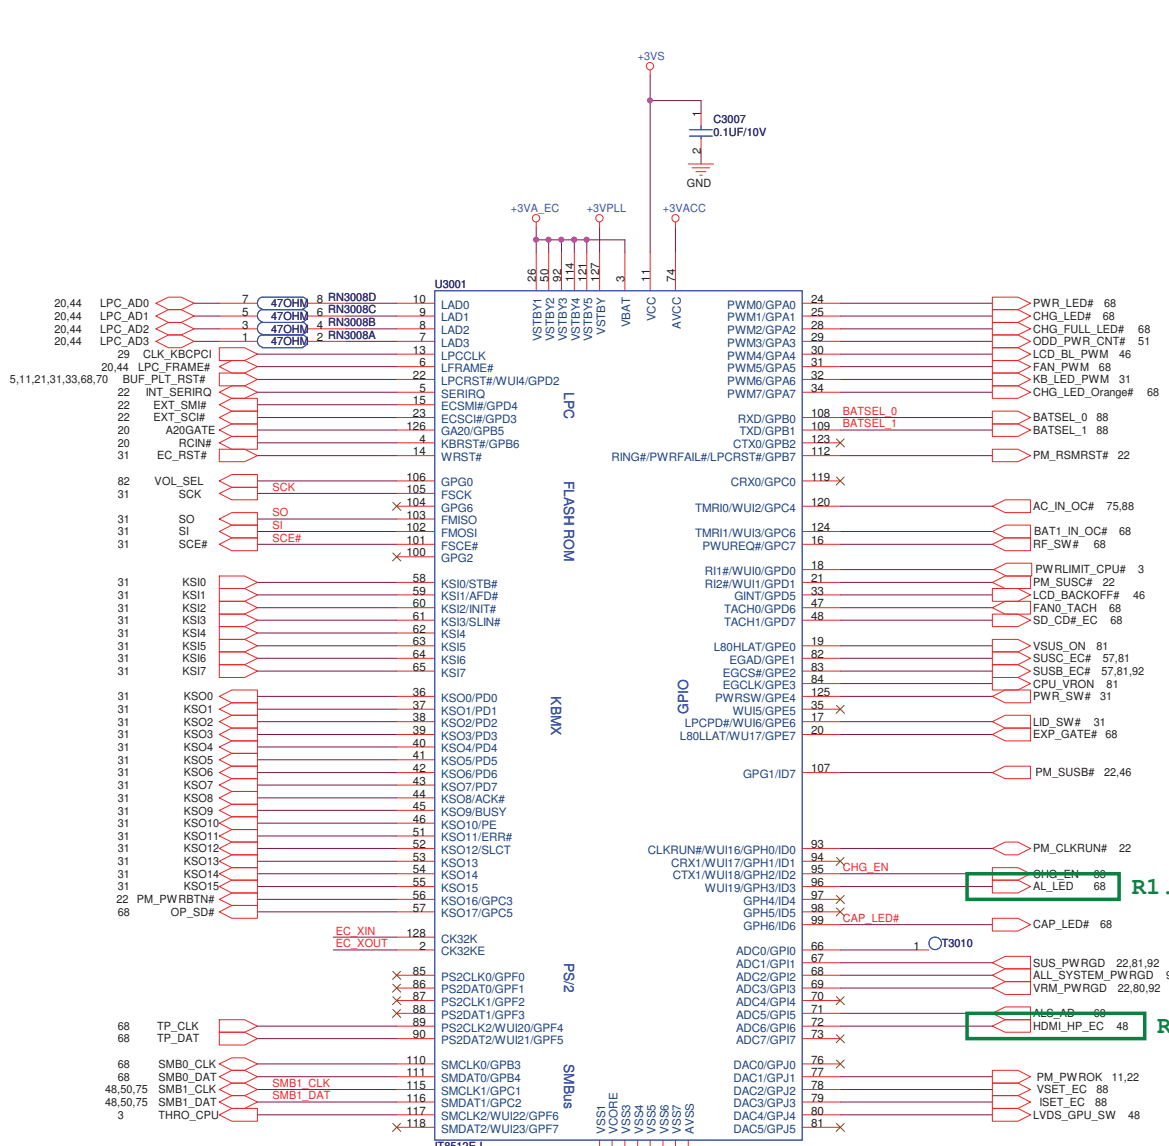 +3VS
1
C3007
0.1UF/10V
2
GND
+3VA_EC +3VPLL +3VACC
26 50 92 114 121 127 3 11 74
U3001
VSTBY1 VSTBY2 VSTBY3 VSTBY4 VSTBY5 VSTBY VBAT VCC AVCC
20,44 LPC_AD0 7 47OHM 8 RN3008D 10 LAD0
20,44 LPC_AD1 5 47OHM 6 RN3008C 9 LAD1
20,44 LPC_AD2 3 47OHM 4 RN3008B 8 LAD2
20,44 LPC_AD3 1 47OHM 2 RN3008A 7 LAD3
29 CLK_KBCPCI 13 LPCCLK
20,44 LPC_FRAME# 6 LFRAME#
5,11,21,31,33,68,70 BUF_PLT_RST# 22 LPCRST#/WUI4/GPD2
22 INT_SERIRQ 5 SERIRQ
22 EXT_SMI# 15 ECSMI#/GPD4
22 EXT_SCI# 23 ECSCI#/GPD3
20 A20GATE 126 GA20/GPB5
20 RCIN# 4 KBRST#/GPB6
31 EC_RST# 14 WRST#
LPC
82 VOL_SEL 106 GPG0
31 SCK SCK 105 FSCK
104 GPG6
31 SO SO 103 FMISO
31 SI SI 102 FMOSI
31 SCE# SCE# 101 FSCE#
100 GPG2
FLASH ROM
31 KSI0 58 KSI0/STB#
31 KSI1 59 KSI1/AFD#
31 KSI2 60 KSI2/INIT#
31 KSI3 61 KSI3/SLIN#
31 KSI4 62 KSI4
31 KSI5 63 KSI5
31 KSI6 64 KSI6
31 KSI7 65 KSI7
31 KSO0 36 KSO0/PD0
31 KSO1 37 KSO1/PD1
31 KSO2 38 KSO2/PD2
31 KSO3 39 KSO3/PD3
31 KSO4 40 KSO4/PD4
31 KSO5 41 KSO5/PD5
31 KSO6 42 KSO6/PD6
31 KSO7 43 KSO7/PD7
31 KSO8 44 KSO8/ACK#
31 KSO9 45 KSO9/BUSY
31 KSO10 46 KSO10/PE
31 KSO11 51 KSO11/ERR#
31 KSO12 52 KSO12/SLCT
31 KSO13 53 KSO13
31 KSO14 54 KSO14
31 KSO15 55 KSO15
22 PM_PWRBTN# 56 KSO16/GPC3
68 OP_SD# 57 KSO17/GPC5
KBMX
EC_XIN 128 CK32K
EC_XOUT 2 CK32KE
85 PS2CLK0/GPF0
86 PS2DAT0/GPF1
87 PS2CLK1/GPF2
88 PS2DAT1/GPF3
68 TP_CLK 89 PS2CLK2/WUI20/GPF4
68 TP_DAT 90 PS2DAT2/WUI21/GPF5
PS/2
68 SMB0_CLK 110 SMCLK0/GPB3
68 SMB0_DAT 111 SMDAT0/GPB4
48,50,75 SMB1_CLK SMB1_CLK 115 SMCLK1/GPC1
48,50,75 SMB1_DAT SMB1_DAT 116 SMDAT1/GPC2
3 THRO_CPU 117 SMCLK2/WUI22/GPF6
118 SMDAT2/WUI23/GPF7
SMBus
PWM0/GPA0 24 PWR_LED# 68
PWM1/GPA1 25 CHG_LED# 68
PWM2/GPA2 28 CHG_FULL_LED# 68
PWM3/GPA3 29 ODD_PWR_CNT# 51
PWM4/GPA4 30 LCD_BL_PWM 46
PWM5/GPA5 31 FAN_PWM 68
PWM6/GPA6 32 KB_LED_PWM 31
PWM7/GPA7 34 CHG_LED_Orange# 68
RXD/GPB0 108 BATSEL_0 BATSEL_0 88
TXD/GPB1 109 BATSEL_1 BATSEL_1 88
CTX0/GPB2 123
RING#/PWRFAIL#/LPCRST#/GPB7 112 PM_RSMRST# 22
CRX0/GPC0 119
TMRI0/WUI2/GPC4 120 AC_IN_OC# 75,88
TMRI1/WUI3/GPC6 124 BAT1_IN_OC# 68
PWUREQ#/GPC7 16 RF_SW# 68
RI1#/WUI0/GPD0 18 PWRLIMIT_CPU# 3
RI2#/WUI1/GPD1 21 PM_SUSC# 22
GINT/GPD5 33 LCD_BACKOFF# 46
TACH0/GPD6 47 FAN0_TACH 68
TACH1/GPD7 48 SD_CD#_EC 68
L80HLAT/GPE0 19 VSUS_ON 81
EGAD/GPE1 82 SUSC_EC# 57,81
EGCS#/GPE2 83 SUSB_EC# 57,81,92
EGCLK/GPE3 84 CPU_VRON 81
PWRSW/GPE4 125 PWR_SW# 31
WUI5/GPE5 35
LPCPD#/WUI6/GPE6 17 LID_SW# 31
L80LLAT/WU17/GPE7 20 EXP_GATE# 68
GPIO
GPG1/ID7 107 PM_SUSB# 22,46
CLKRUN#/WUI16/GPH0/ID0 93 PM_CLKRUN# 22
CRX1/WUI17/GPH1/ID1 94
CTX1/WUI18/GPH2/ID2 95 CHG_EN CHG_EN
WUI19/GPH3/ID3 96 AL_LED 68 R1.
GPH4/ID4 97
GPH5/ID5 98
GPH6/ID6 99 CAP_LED# CAP_LED# 68
ADC0/GPI0 66 1 T3010
ADC1/GPI1 67 SUS_PWRGD 22,81,92
ADC2/GPI2 68 ALL_SYSTEM_PWRGD 9
ADC3/GPI3 69 VRM_PWRGD 22,80,92
ADC4/GPI4 70
ADC5/GPI5 71
ADC6/GPI6 72 HDMI_HP_EC 48 R
ADC7/GPI7 73
DAC0/GPJ0 76
DAC1/GPJ1 77 PM_PWROK 11,22
DAC2/GPJ2 78 VSET_EC 88
DAC3/GPJ3 79 ISET_EC 88
DAC4/GPJ4 80 LVDS_GPU_SW 48
DAC5/GPJ5 81
VSS1 VCORE VSS3 VSS4 VSS5 VSS6 VSS7 AVSS